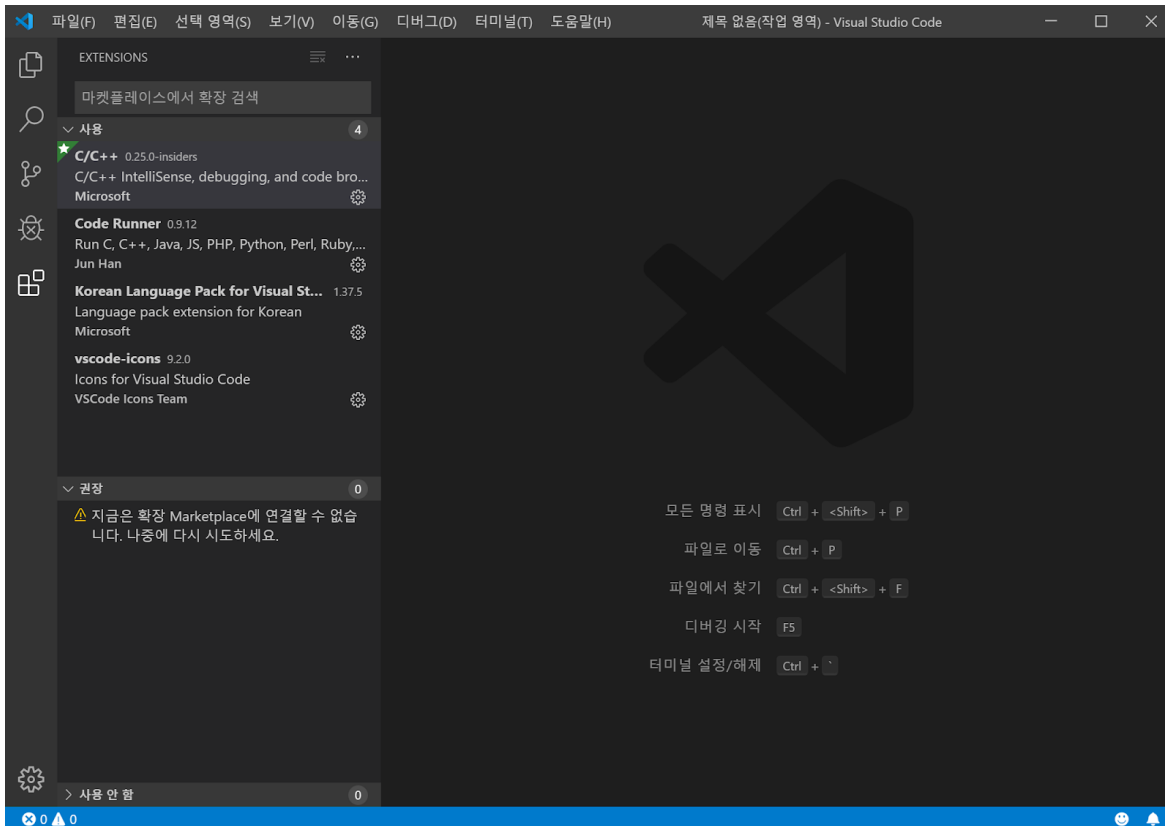 파일(F) 편집(E) 선택 영역(S) 보기(V) 이동(G) 디버그(D) 터미널(T) 도움말(H) 제목 없음(작업 영역) - Visual Studio Code
EXTENSIONS
마켓플레이스에서 확장 검색
사용 4
C/C++ 0.25.0-insiders
C/C++ IntelliSense, debugging, and code bro...
Microsoft
Code Runner 0.9.12
Run C, C++, Java, JS, PHP, Python, Perl, Ruby,...
Jun Han
Korean Language Pack for Visual St... 1.37.5
Language pack extension for Korean
Microsoft
vscode-icons 9.2.0
Icons for Visual Studio Code
VSCode Icons Team
권장 0
지금은 확장 Marketplace에 연결할 수 없습
니다. 나중에 다시 시도하세요.
사용 안 함 0
모든 명령 표시 Ctrl + <Shift> + P
파일로 이동 Ctrl + P
파일에서 찾기 Ctrl + <Shift> + F
디버깅 시작 F5
터미널 설정/해제 Ctrl + `
0 0